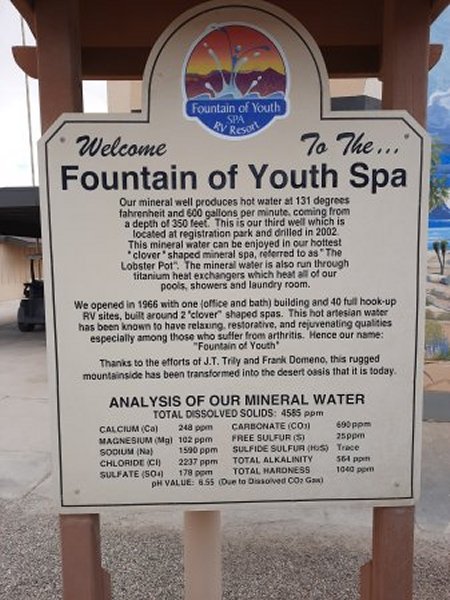 Fountain of Youth
SPA
RV Resort
Welcome To The...
Fountain of Youth Spa
Our mineral well produces hot water at 131 degrees
fahrenheit and 600 gallons per minute, coming from
a depth of 350 feet. This is our third well which is
located at registration park and drilled in 2002.
This mineral water can be enjoyed in our hottest
"clover" shaped mineral spa, referred to as "The
Lobster Pot". The mineral water is also run through
titanium heat exchangers which heat all of our
pools, showers and laundry room.
We opened in 1966 with one (office and bath) building and 40 full hook-up
RV sites, built around 2 "clover" shaped spas. This hot artesian water
has been known to have relaxing, restorative, and rejuvenating qualities
especially among those who suffer from arthritis. Hence our name:
"Fountain of Youth"
Thanks to the efforts of J.T. Trily and Frank Domeno, this rugged
mountainside has been transformed into the desert oasis that it is today.
ANALYSIS OF OUR MINERAL WATER
TOTAL DISSOLVED SOLIDS: 4585 ppm
CALCIUM (Ca) 248 ppm CARBONATE (CO3) 690 ppm
MAGNESIUM (Mg) 102 ppm FREE SULFUR (S) 25 ppm
SODIUM (Na) 1590 ppm SULFIDE SULFUR (H2S) Trace
CHLORIDE (Cl) 2237 ppm TOTAL ALKALINITY 564 ppm
SULFATE (SO4) 178 ppm TOTAL HARDNESS 1040 ppm
pH VALUE: 6.55 (Due to Dissolved CO2 Gas)